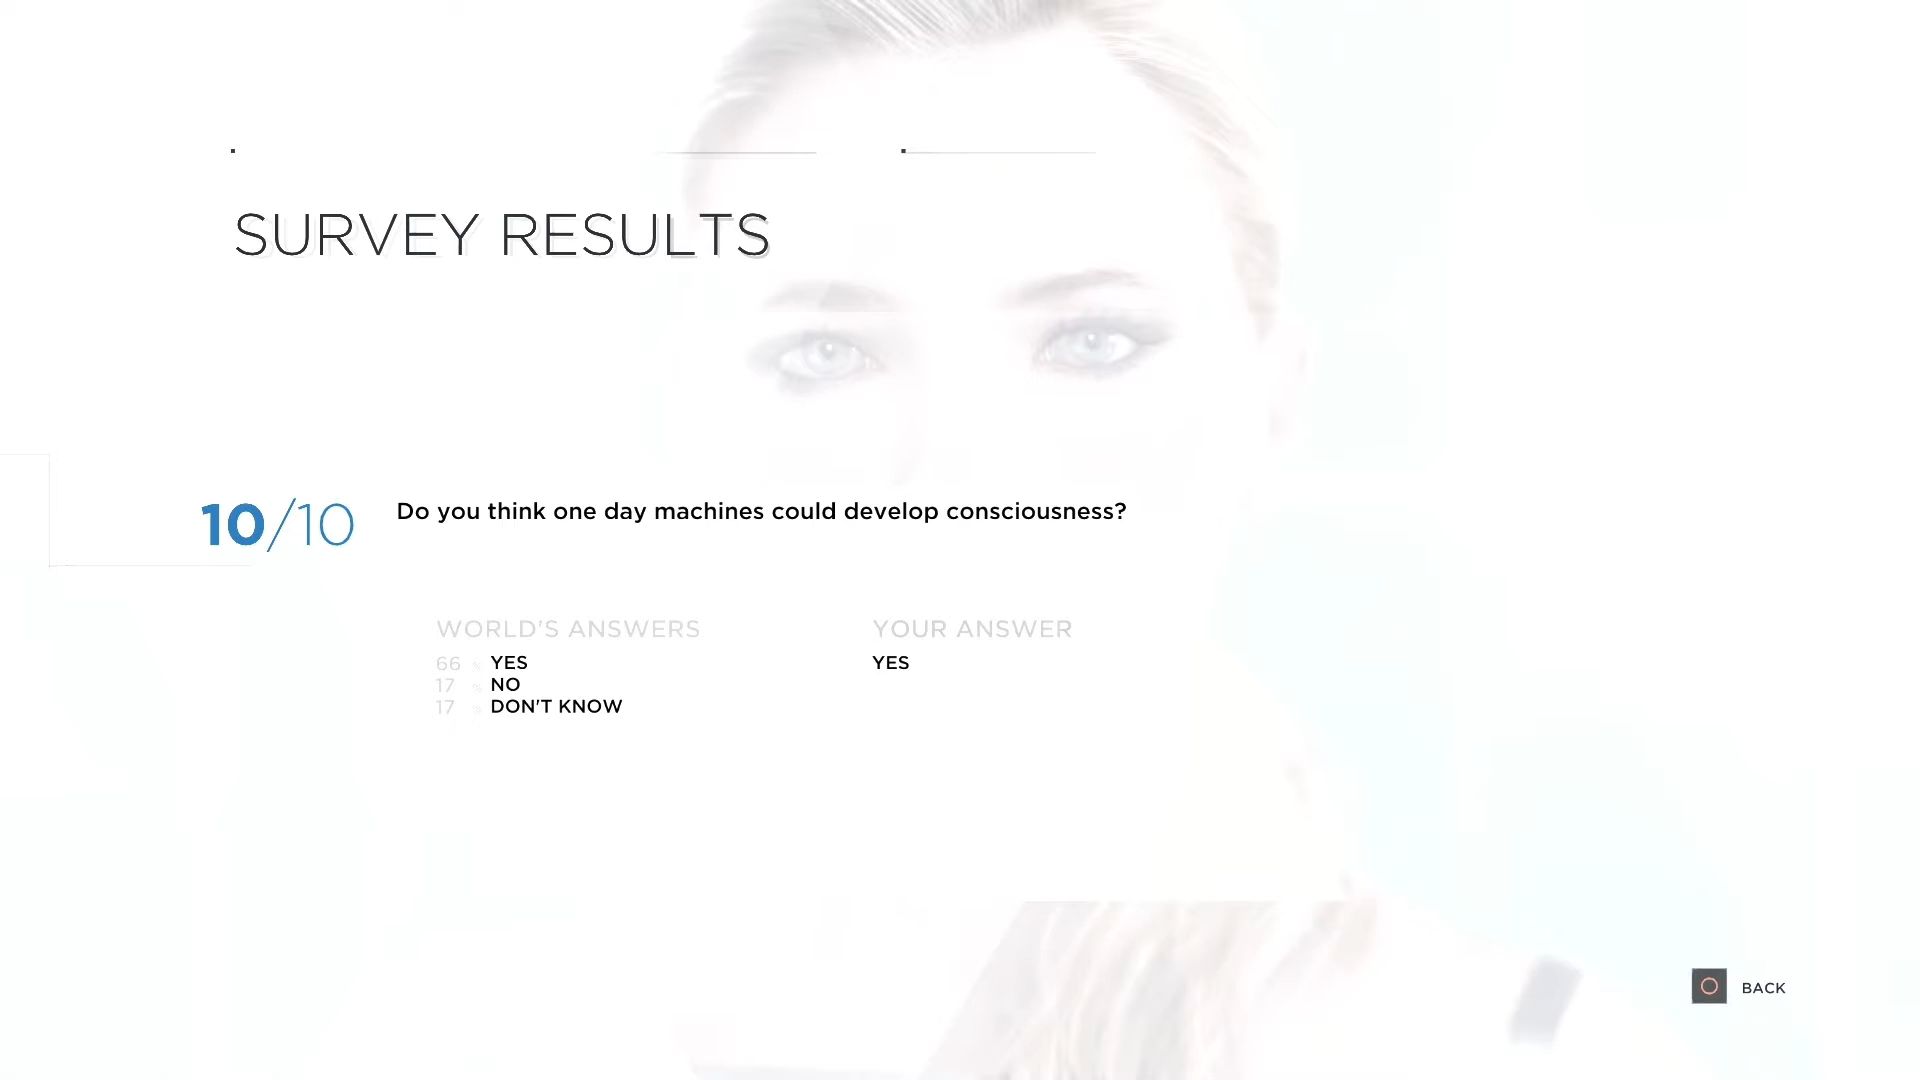 SURVEY RESULTS
10/10
Do you think one day machines could develop consciousness?
WORLD'S ANSWERS
66 % YES
17 % NO
17 % DON'T KNOW
YOUR ANSWER
YES
BACK